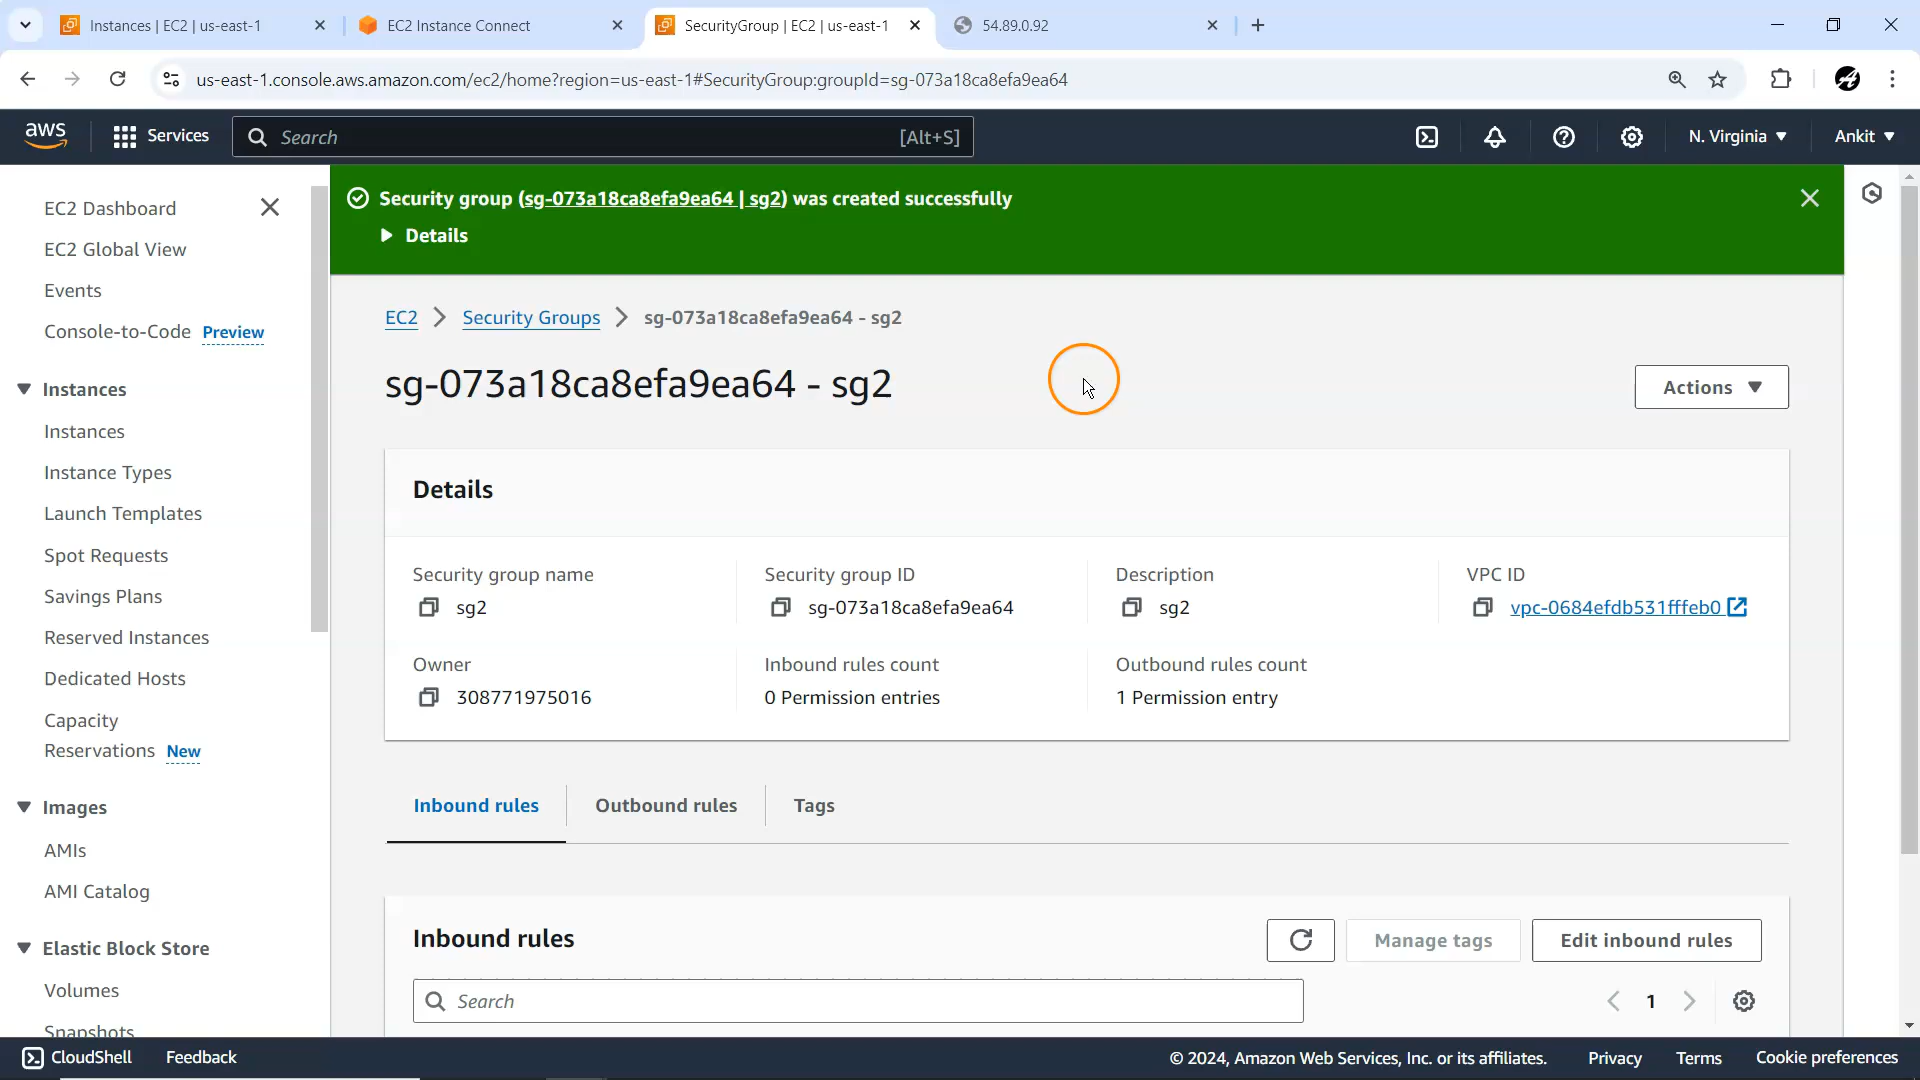 Instances | EC2 | us-east-1
EC2 Instance Connect
SecurityGroup | EC2 | us-east-1
54.89.0.92
us-east-1.console.aws.amazon.com/ec2/home?region=us-east-1#SecurityGroup:groupId=sg-073a18ca8efa9ea64
aws
Services
Search
[Alt+S]
N. Virginia
Ankit
EC2 Dashboard
EC2 Global View
Events
Console-to-Code Preview
Instances
Instances
Instance Types
Launch Templates
Spot Requests
Savings Plans
Reserved Instances
Dedicated Hosts
Capacity
Reservations New
Images
AMIs
AMI Catalog
Elastic Block Store
Volumes
Snapshots
Security group (sg-073a18ca8efa9ea64 | sg2) was created successfully
Details
EC2
Security Groups
sg-073a18ca8efa9ea64 - sg2
sg-073a18ca8efa9ea64 - sg2
Actions
Details
Security group name
sg2
Security group ID
sg-073a18ca8efa9ea64
Description
sg2
VPC ID
vpc-0684efdb531fffeb0
Owner
308771975016
Inbound rules count
0 Permission entries
Outbound rules count
1 Permission entry
Inbound rules
Outbound rules
Tags
Inbound rules
Manage tags
Edit inbound rules
Search
1
CloudShell
Feedback
© 2024, Amazon Web Services, Inc. or its affiliates.
Privacy
Terms
Cookie preferences